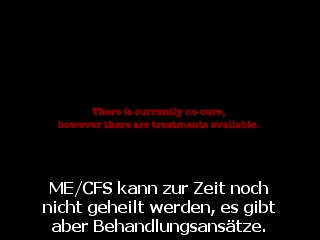 There is currently no cure,
however there are treatments available.
ME/CFS kann zur Zeit noch
nicht geheilt werden, es gibt
aber Behandlungsansätze.